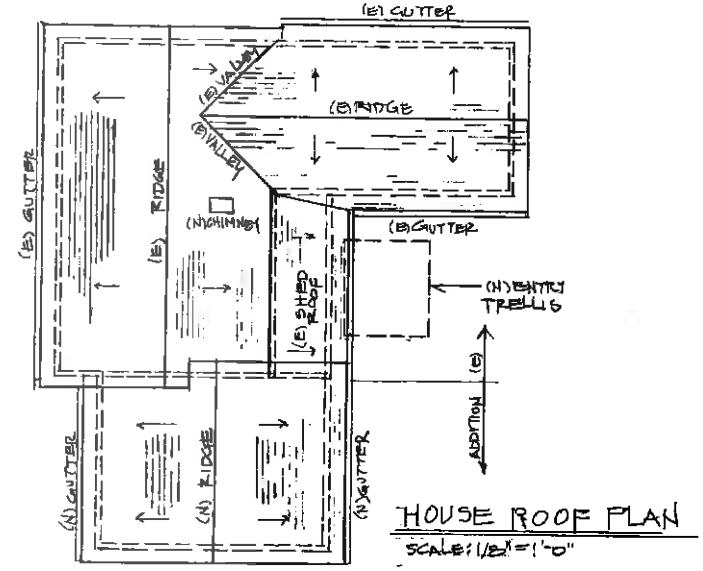 (E) GUTTER
(E) VALLEY
(E) RIDGE
(E) VALLEY
(E) GUTTER
(E) RIDGE
(N) CHIMNEY
(E) GUTTER
(E) SHED
ROOF
(N) ENTRY
TRELLIS
ADDITION (E)
(N) GUTTER
(N) RIDGE
(N) GUTTER
HOUSE ROOF PLAN
SCALE: 1/8" = 1'-0"